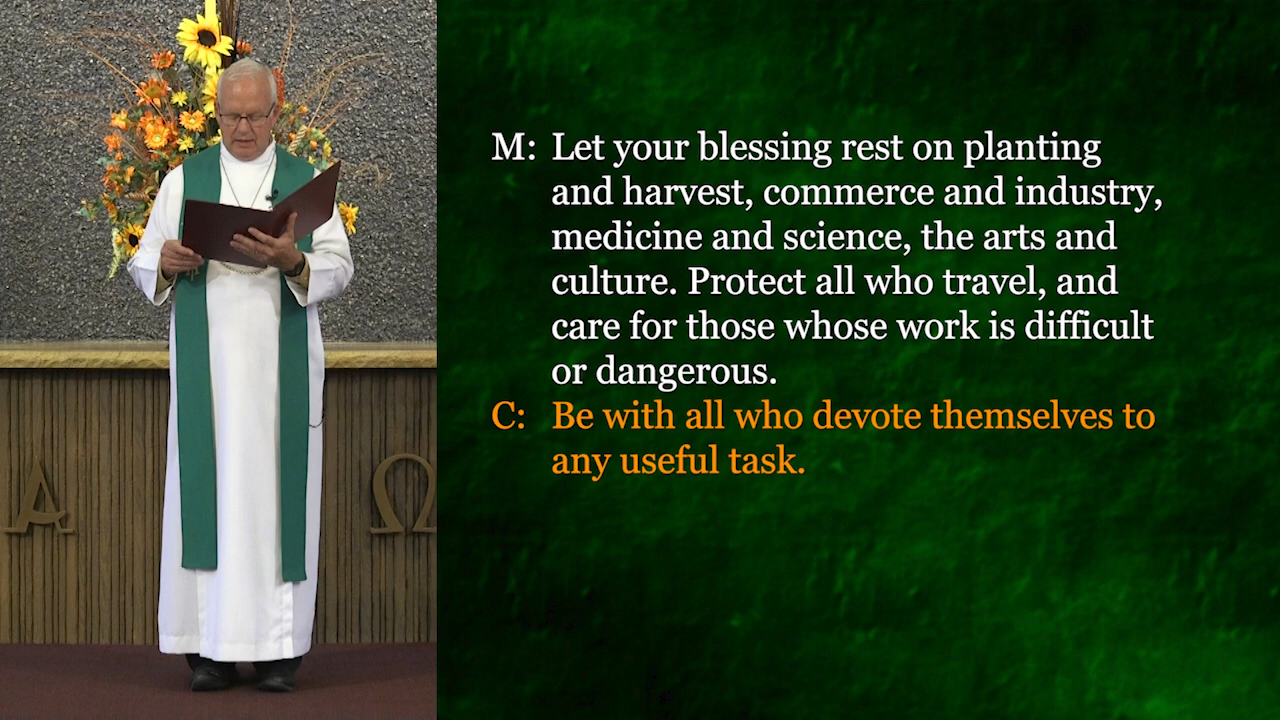 M: Let your blessing rest on planting
and harvest, commerce and industry,
medicine and science, the arts and
culture. Protect all who travel, and
care for those whose work is difficult
or dangerous.
C: Be with all who devote themselves to
any useful task.
Α Ω